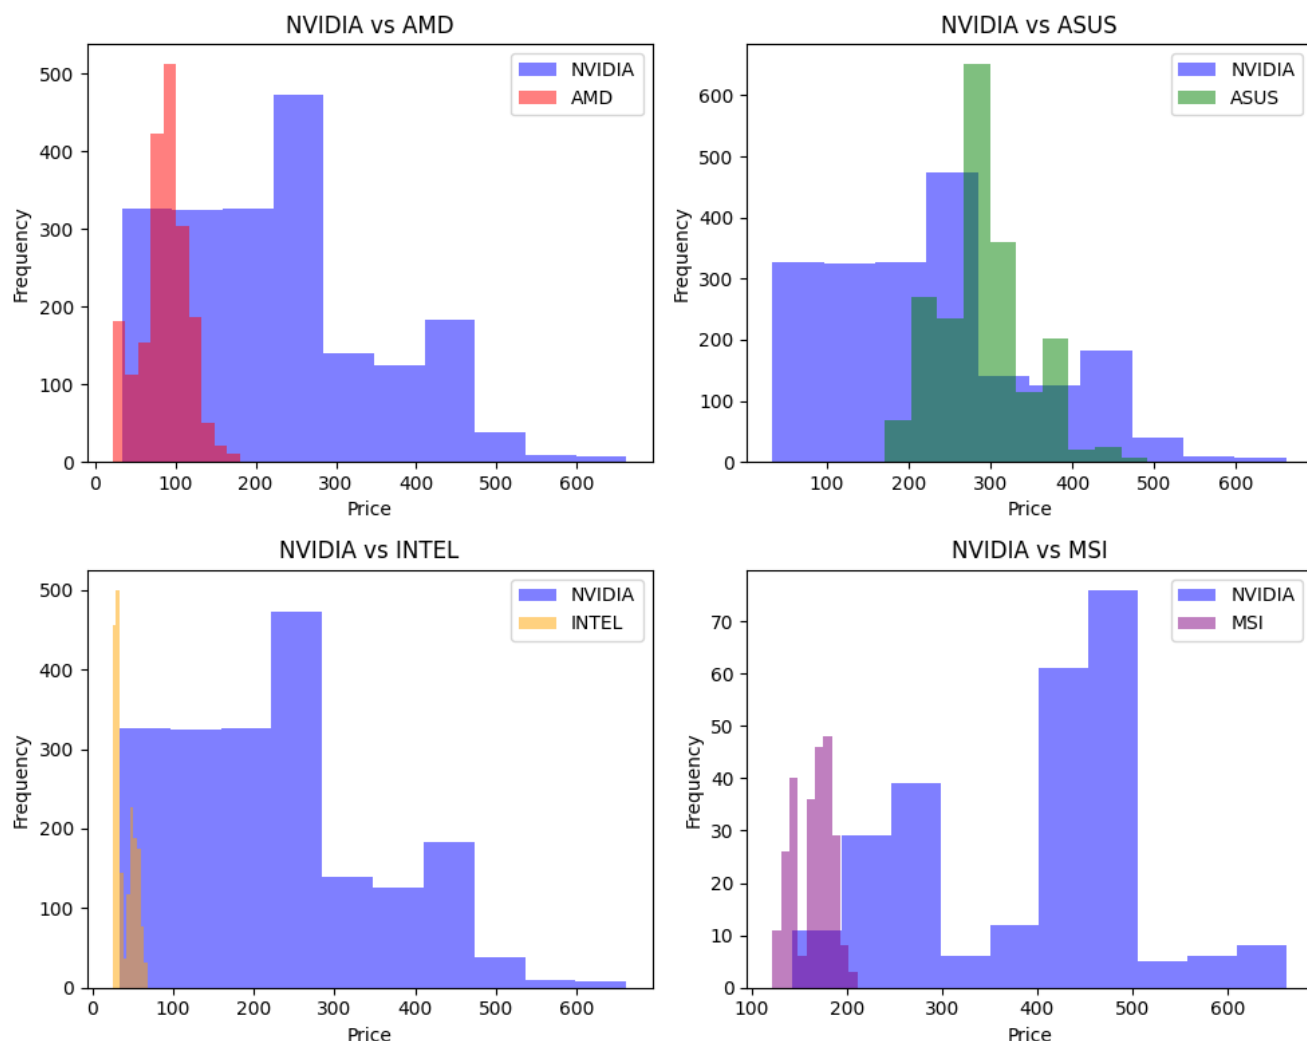 NVIDIA vs AMD
500
400
300
200
100
0
Frequency
NVIDIA
AMD
0 100 200 300 400 500 600
Price
NVIDIA vs ASUS
600
500
400
300
200
100
0
Frequency
NVIDIA
ASUS
100 200 300 400 500 600
Price
NVIDIA vs INTEL
500
400
300
200
100
0
Frequency
NVIDIA
INTEL
0 100 200 300 400 500 600
Price
NVIDIA vs MSI
70
60
50
40
30
20
10
0
Frequency
NVIDIA
MSI
100 200 300 400 500 600
Price